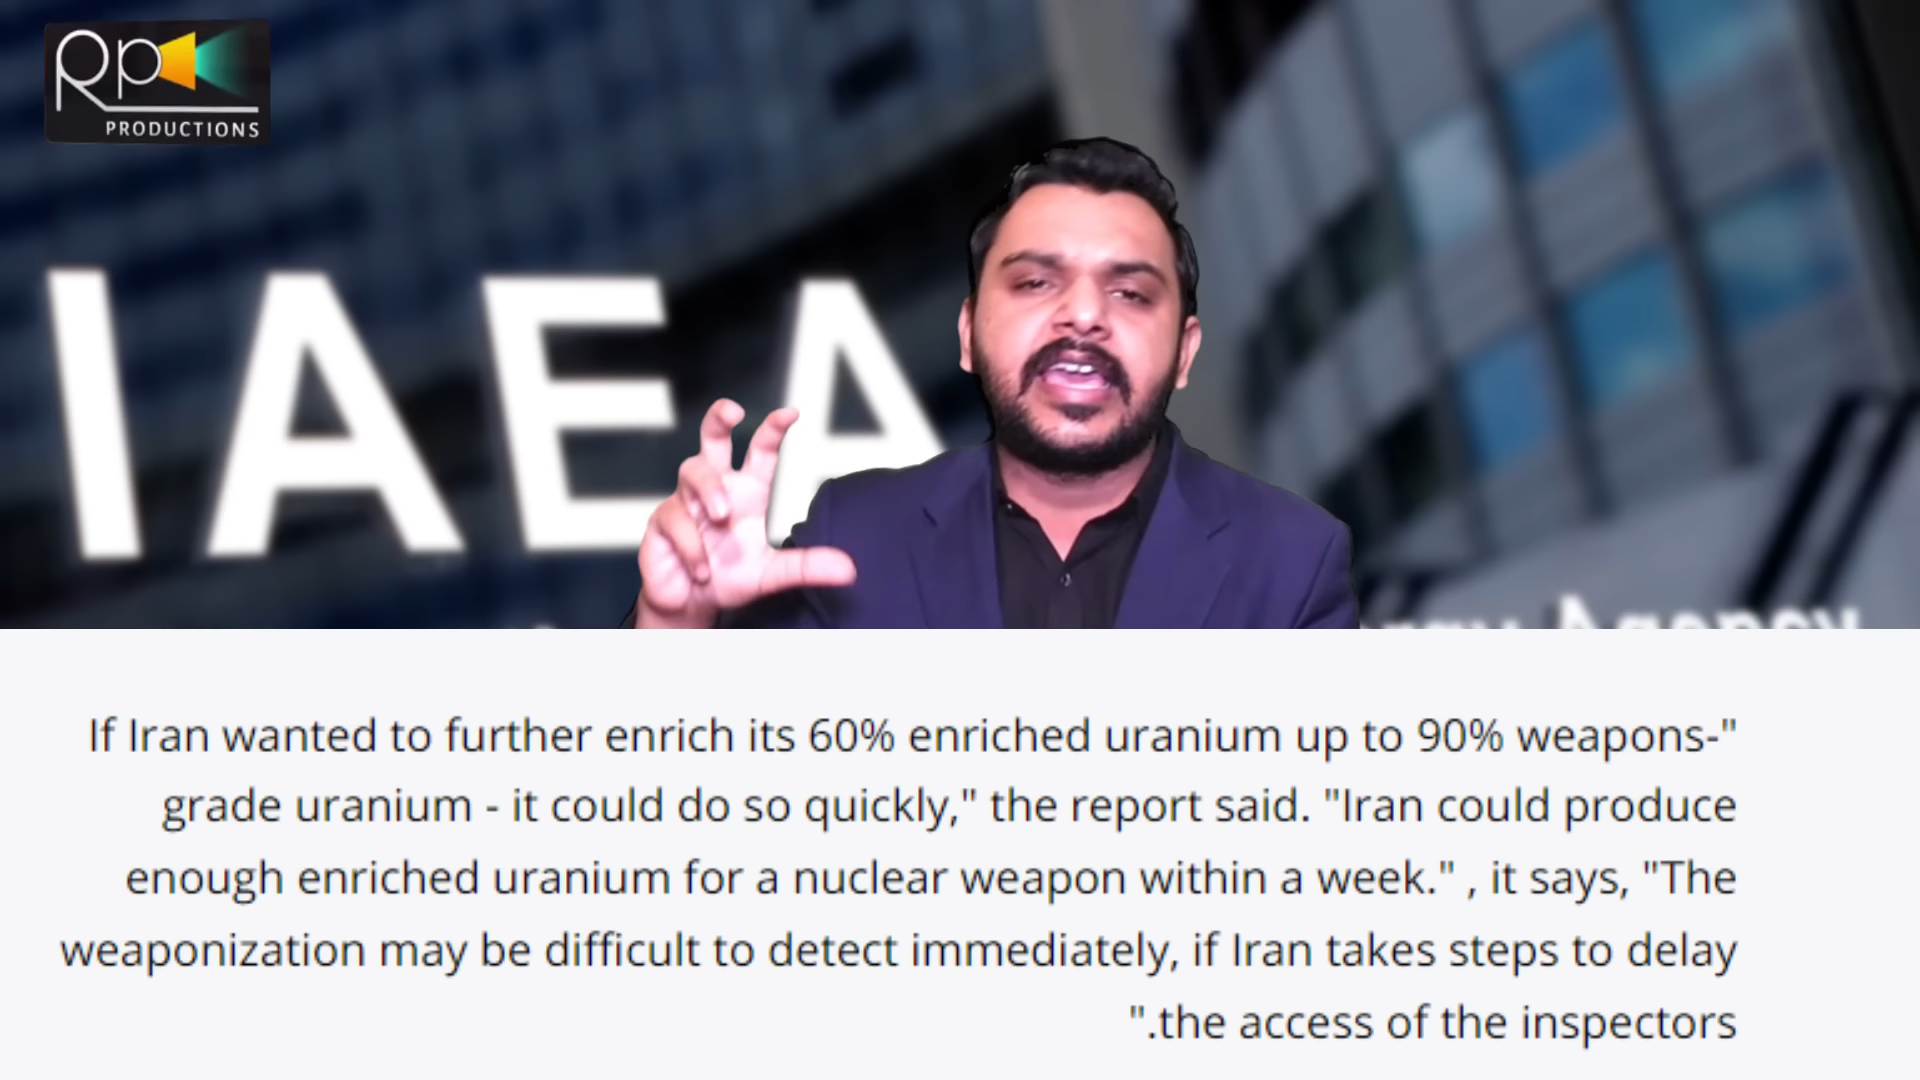 Rp
PRODUCTIONS
IAEA
Agency
If Iran wanted to further enrich its 60% enriched uranium up to 90% weapons-"
grade uranium - it could do so quickly," the report said. "Iran could produce
enough enriched uranium for a nuclear weapon within a week." , it says, "The
weaponization may be difficult to detect immediately, if Iran takes steps to delay
".the access of the inspectors